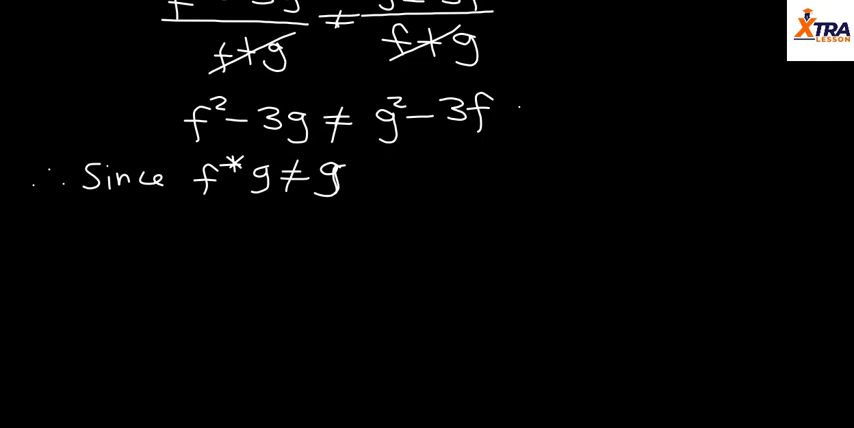 XTRA
LESSON
f + g ≠ f + g
f² - 3g ≠ g² - 3f
∴ Since f * g ≠ g